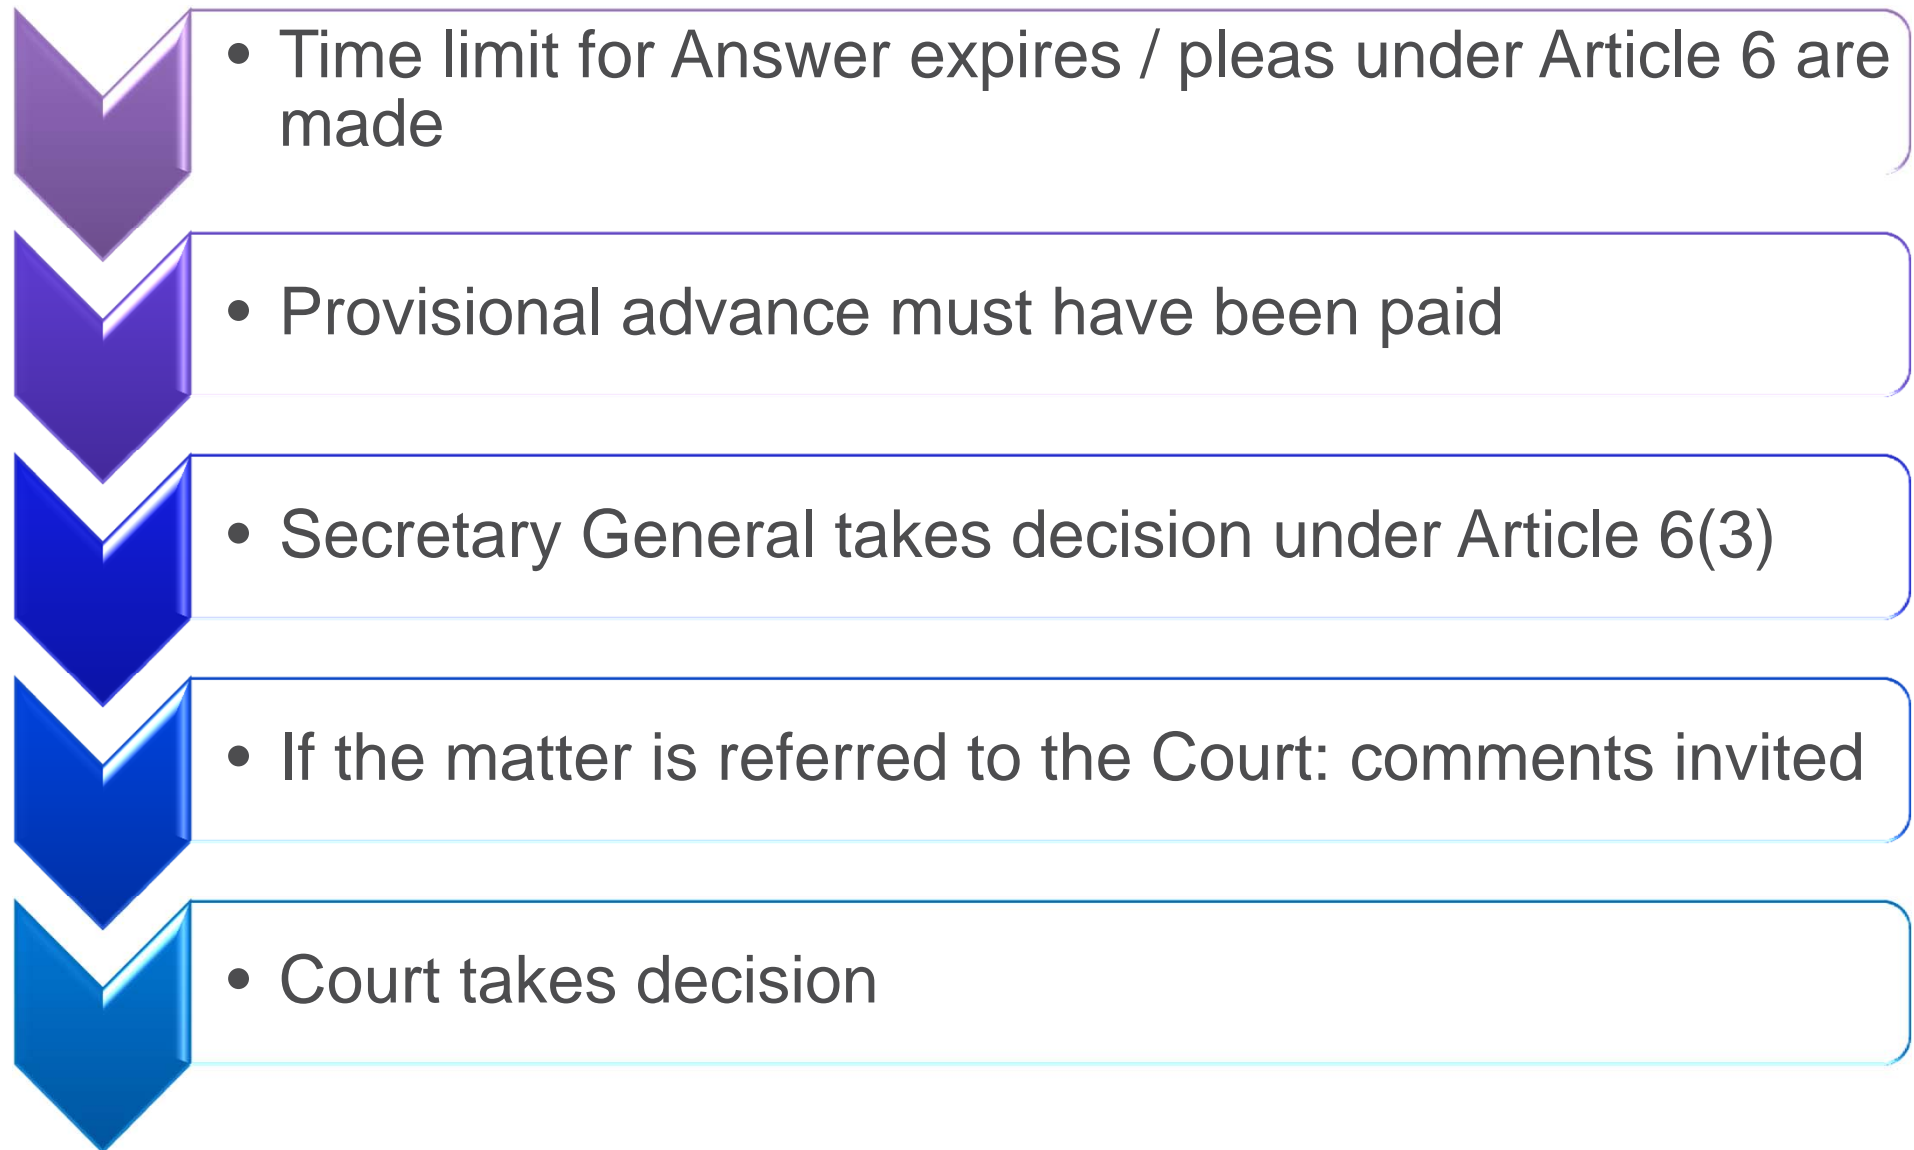 • Time limit for Answer expires / pleas under Article 6 are
made
• Provisional advance must have been paid
• Secretary General takes decision under Article 6(3)
• If the matter is referred to the Court: comments invited
• Court takes decision